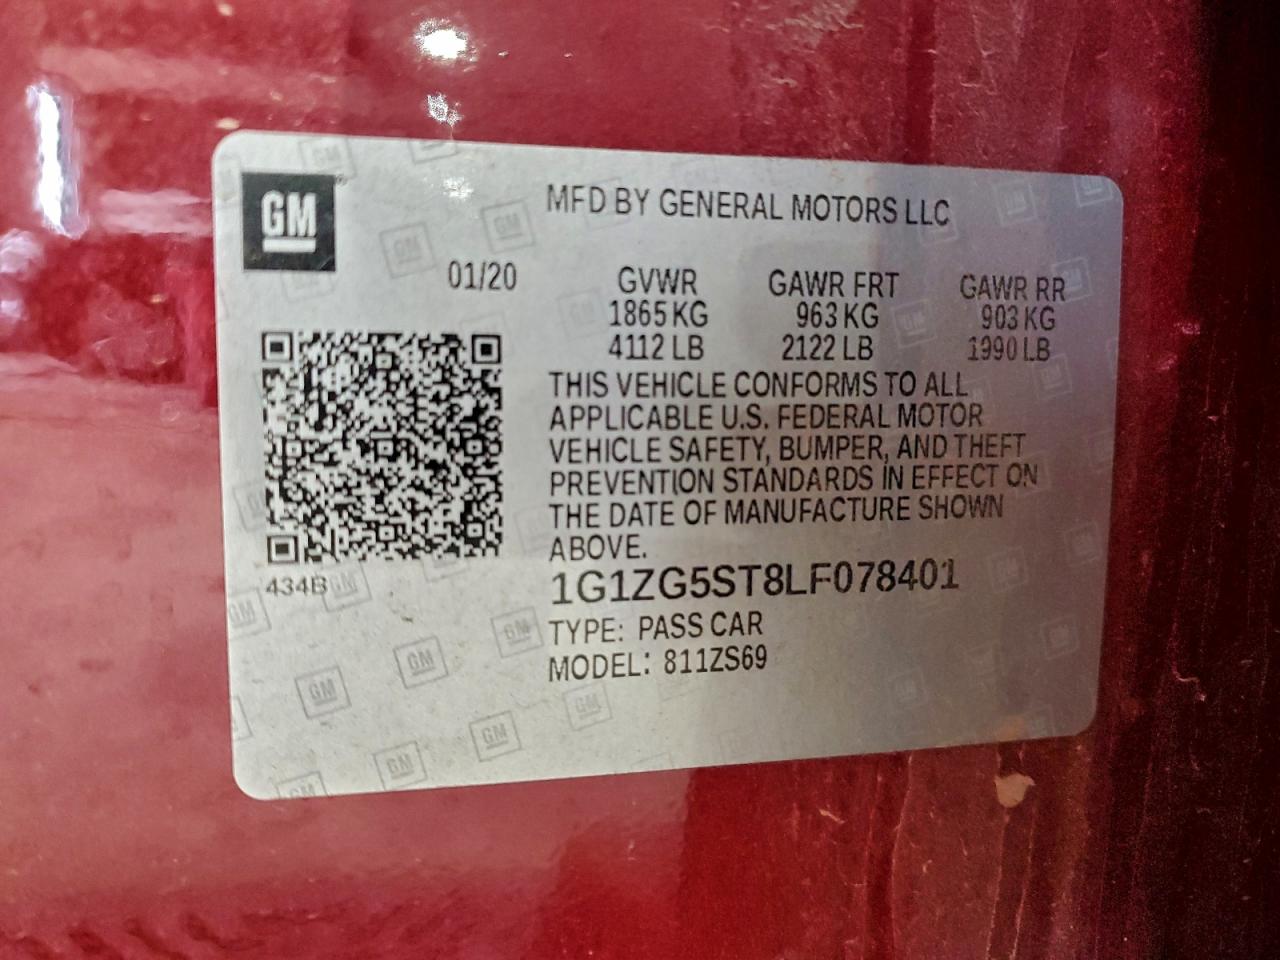 GM
MFD BY GENERAL MOTORS LLC
01/20 GVWR GAWR FRT GAWR RR
1865 KG 963 KG 903 KG
4112 LB 2122 LB 1990 LB
THIS VEHICLE CONFORMS TO ALL
APPLICABLE U.S. FEDERAL MOTOR
VEHICLE SAFETY, BUMPER, AND THEFT
PREVENTION STANDARDS IN EFFECT ON
THE DATE OF MANUFACTURE SHOWN
ABOVE.
434B
1G1ZG5ST8LF078401
TYPE: PASS CAR
MODEL: 811ZS69